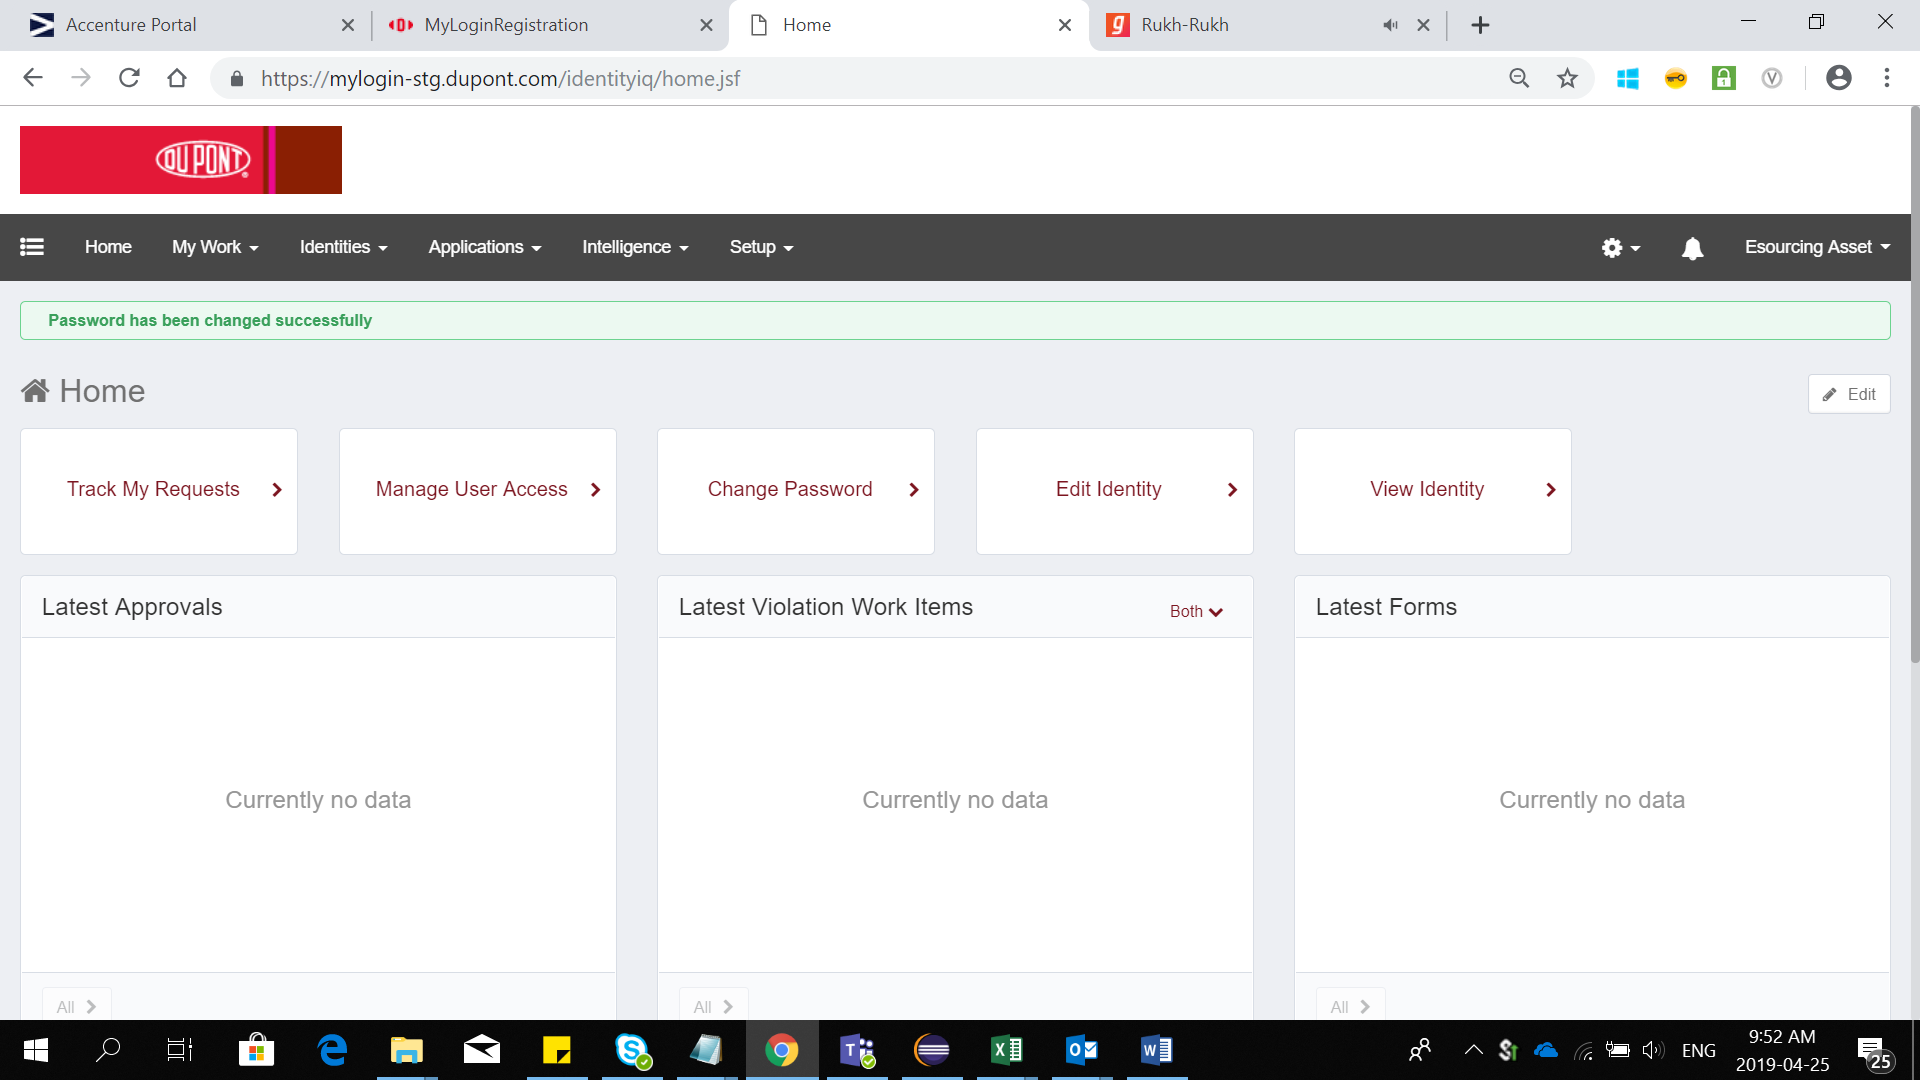 Accenture Portal
MyLoginRegistration
Home
g Rukh-Rukh
https://mylogin-stg.dupont.com/identityiq/home.jsf
DU PONT
Home
My Work
Identities
Applications
Intelligence
Setup
Esourcing Asset
Password has been changed successfully
Home
Edit
Track My Requests
Manage User Access
Change Password
Edit Identity
View Identity
Latest Approvals
Latest Violation Work Items
Both
Latest Forms
Currently no data
Currently no data
Currently no data
All
All
All
ENG
9:52 AM
2019-04-25
25